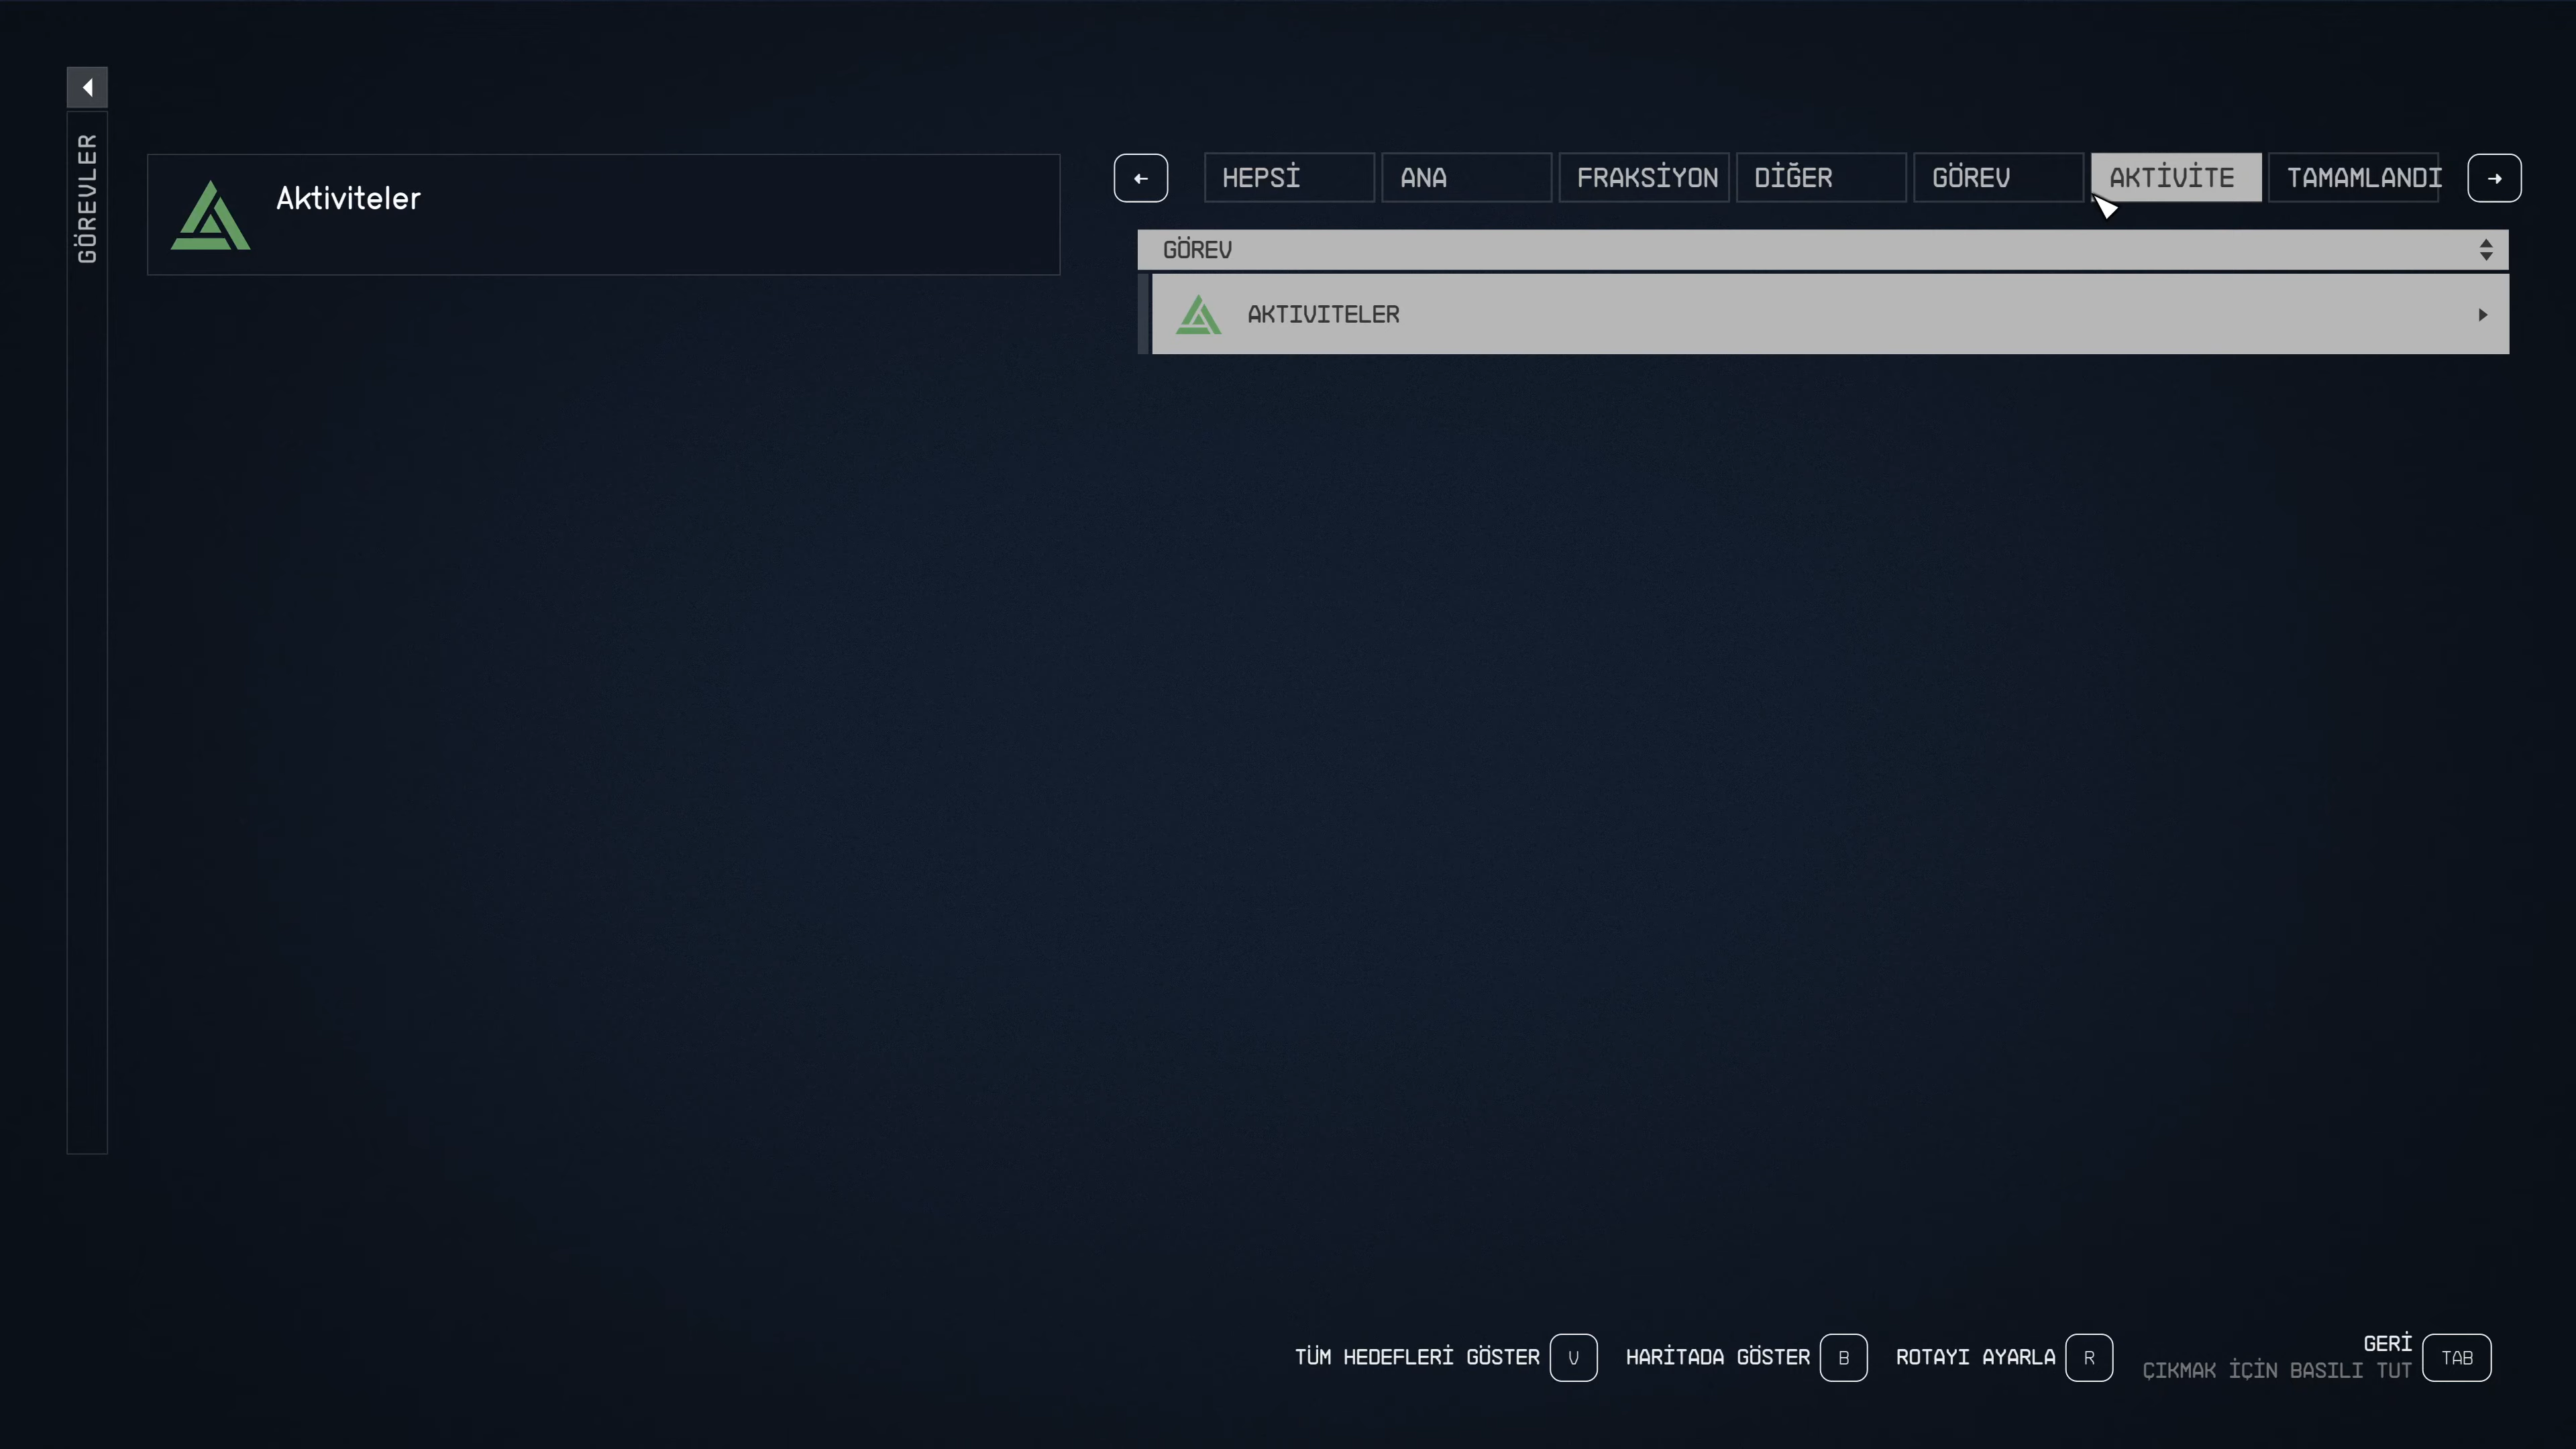 GÖREVLER
Aktiviteler
HEPSİ
ANA
FRAKSİYON
DİĞER
GÖREV
AKTİVİTE
TAMAMLANDI
GÖREV
AKTIVITELER
TÜM HEDEFLERİ GÖSTER V
HARİTADA GÖSTER B
ROTAYI AYARLA R
GERİ
ÇIKMAK İÇİN BASILI TUT
TAB